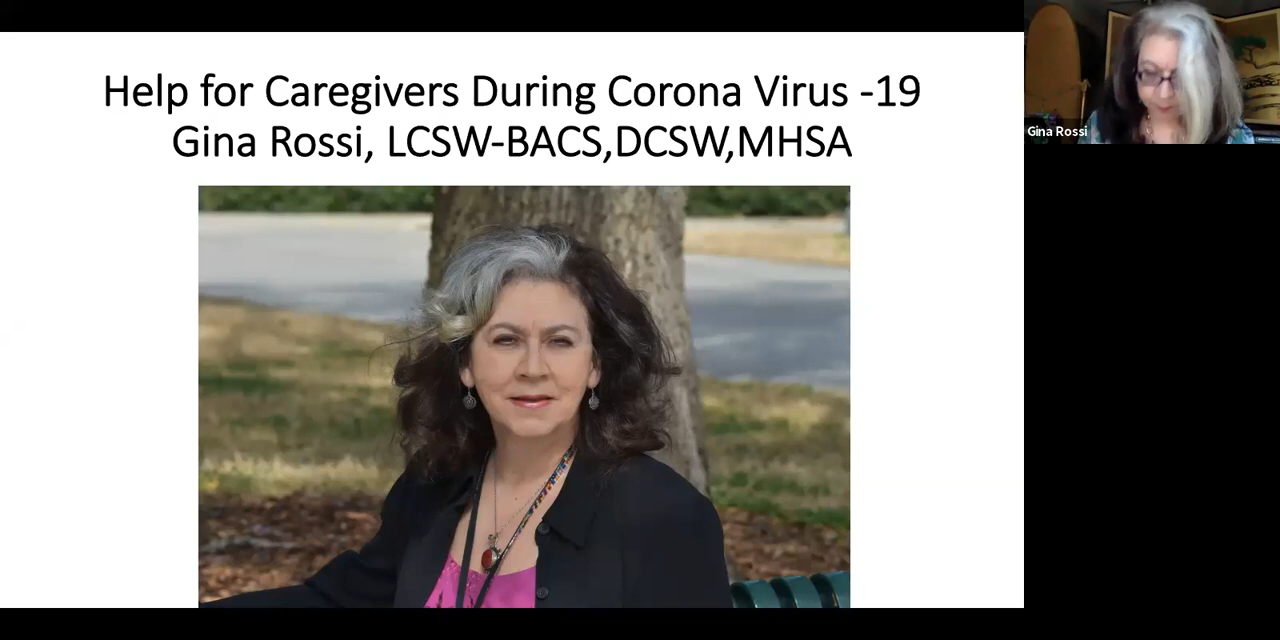 Help for Caregivers During Corona Virus -19
Gina Rossi, LCSW-BACS,DCSW,MHSA
Gina Rossi